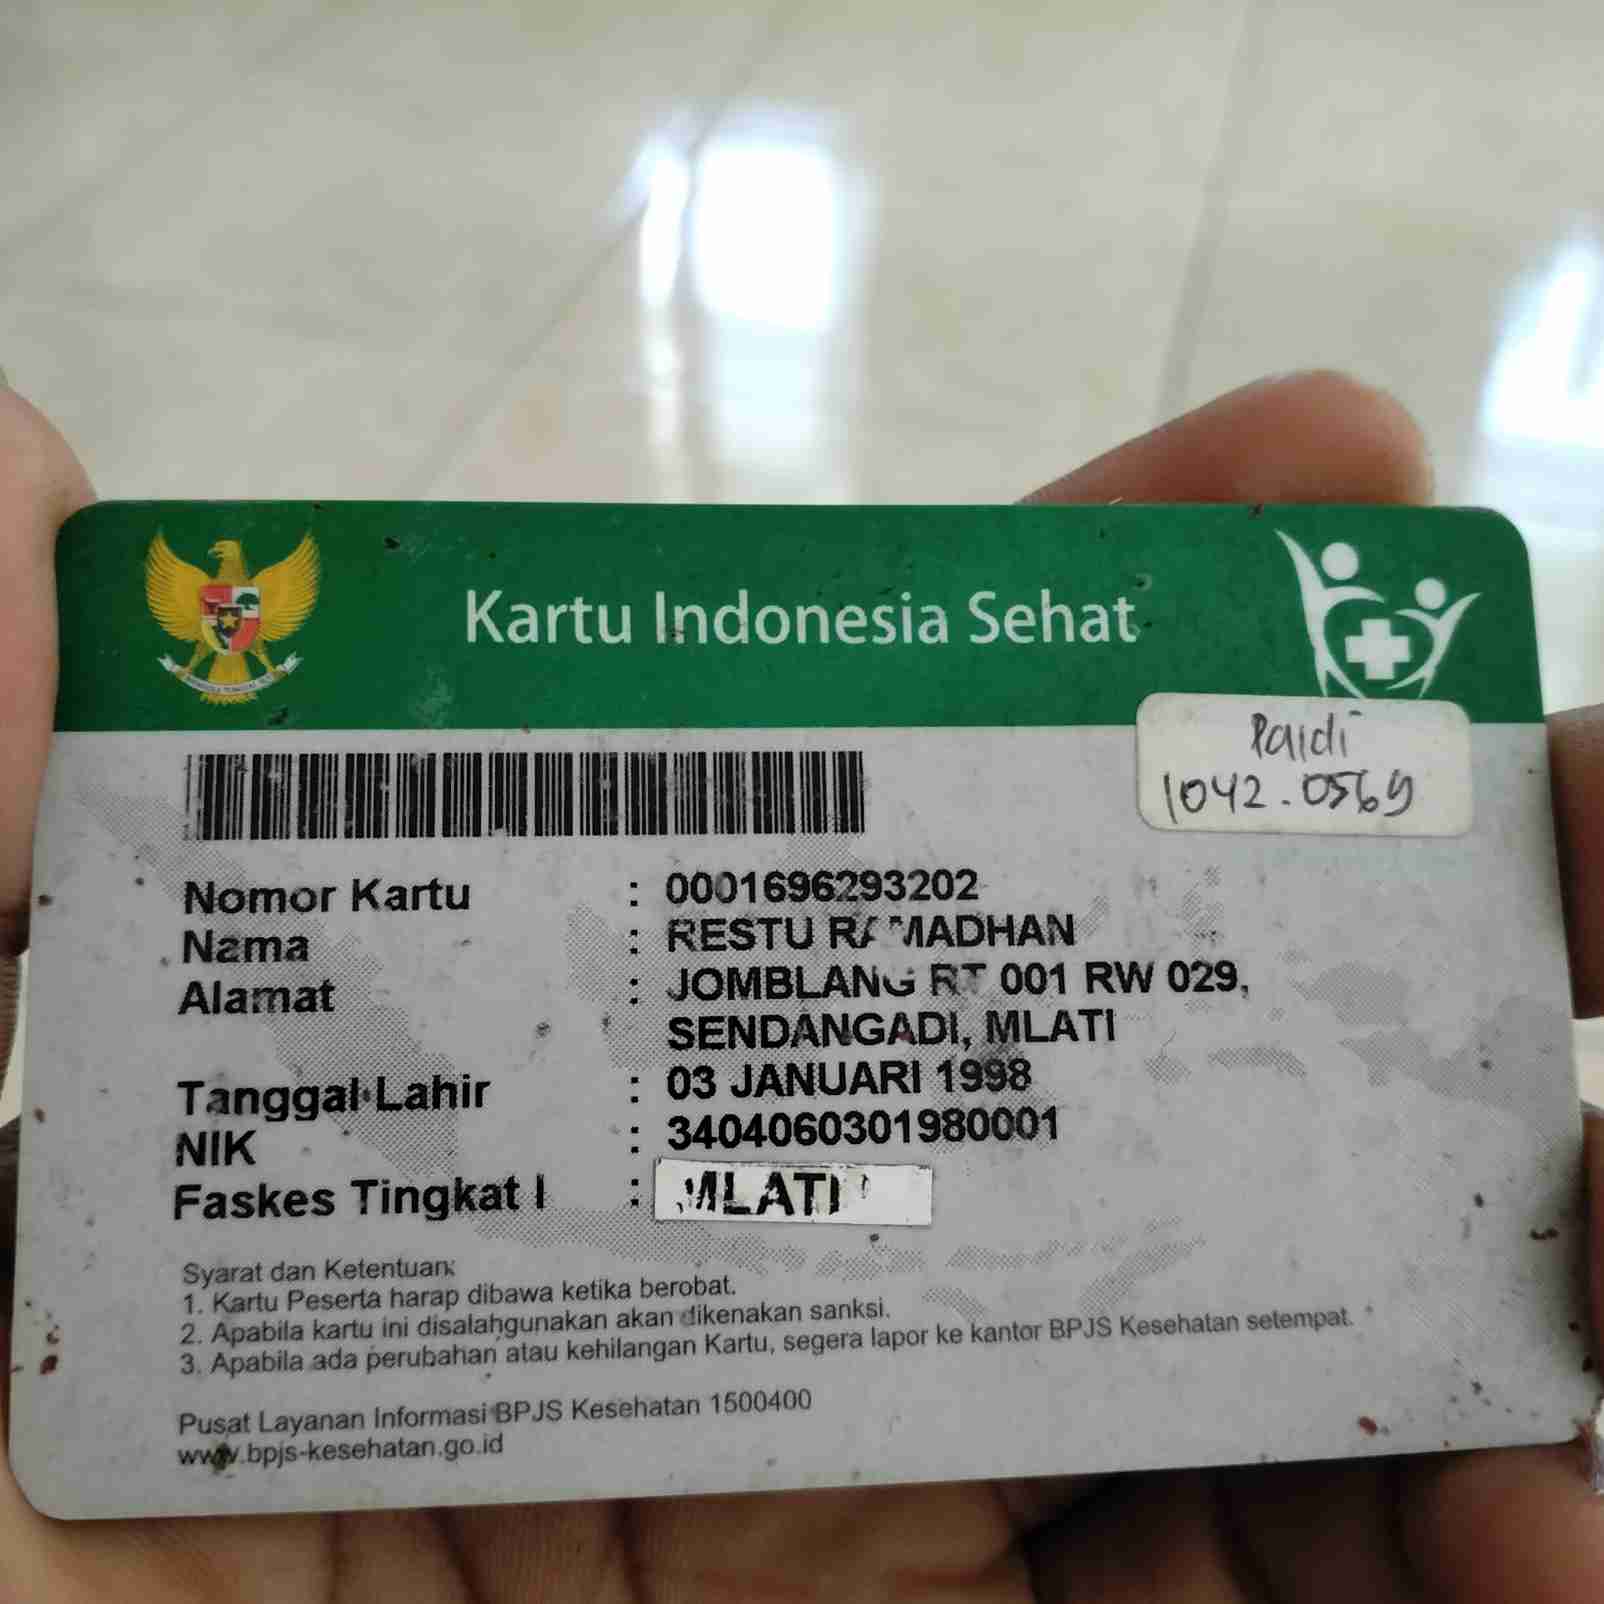 Kartu Indonesia Sehat
Paidi
1042.0569
Nomor Kartu : 0001696293202
Nama : RESTU RAMADHAN
Alamat : JOMBLANG RT 001 RW 029,
SENDANGADI, MLATI
Tanggal Lahir : 03 JANUARI 1998
NIK : 3404060301980001
Faskes Tingkat I : MLATI
Syarat dan Ketentuan:
1. Kartu Peserta harap dibawa ketika berobat.
2. Apabila kartu ini disalahgunakan akan dikenakan sanksi.
3. Apabila ada perubahan atau kehilangan Kartu, segera lapor ke kantor BPJS Kesehatan setempat.
Pusat Layanan Informasi BPJS Kesehatan 1500400
www.bpjs-kesehatan.go.id